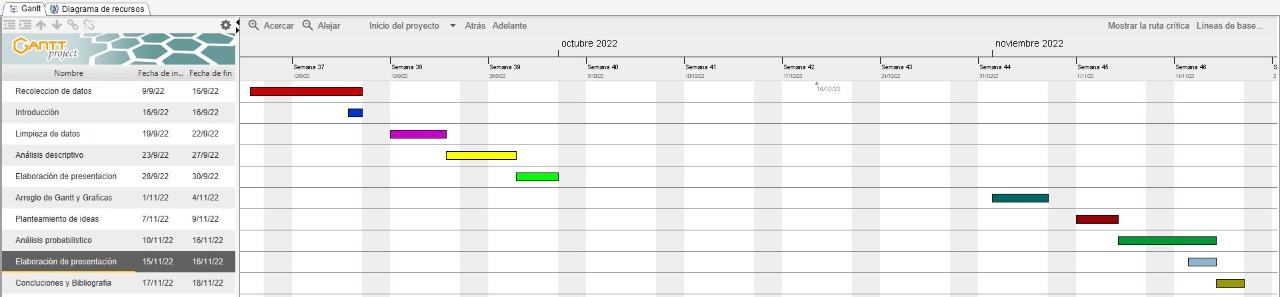 Gantt Diagrama de recursos
Acercar Alejar Inicio del proyecto Atrás Adelante Mostrar la ruta crítica Líneas de base...
GANTT project
octubre 2022 noviembre 2022
Nombre Fecha de in... Fecha de fin
Semana 37 Semana 38 Semana 39 Semana 40 Semana 41 Semana 42 Semana 43 Semana 44 Semana 45 Semana 46 S
12/9/22 19/9/22 26/9/22 3/10/22 10/10/22 17/10/22 24/10/22 31/10/22 14/11/22 2
19/10/22
Recoleccion de datos 9/9/22 16/9/22
Introducción 16/9/22 16/9/22
Limpieza de datos 19/9/22 22/9/22
Análisis descriptivo 23/9/22 27/9/22
Elaboración de presentacion 28/9/22 30/9/22
Arreglo de Gantt y Graficas 1/11/22 4/11/22
Planteamiento de ideas 7/11/22 9/11/22
Análisis probabilistico 10/11/22 16/11/22
Elaboración de presentación 15/11/22 16/11/22
Concluciones y Bibliografia 17/11/22 18/11/22